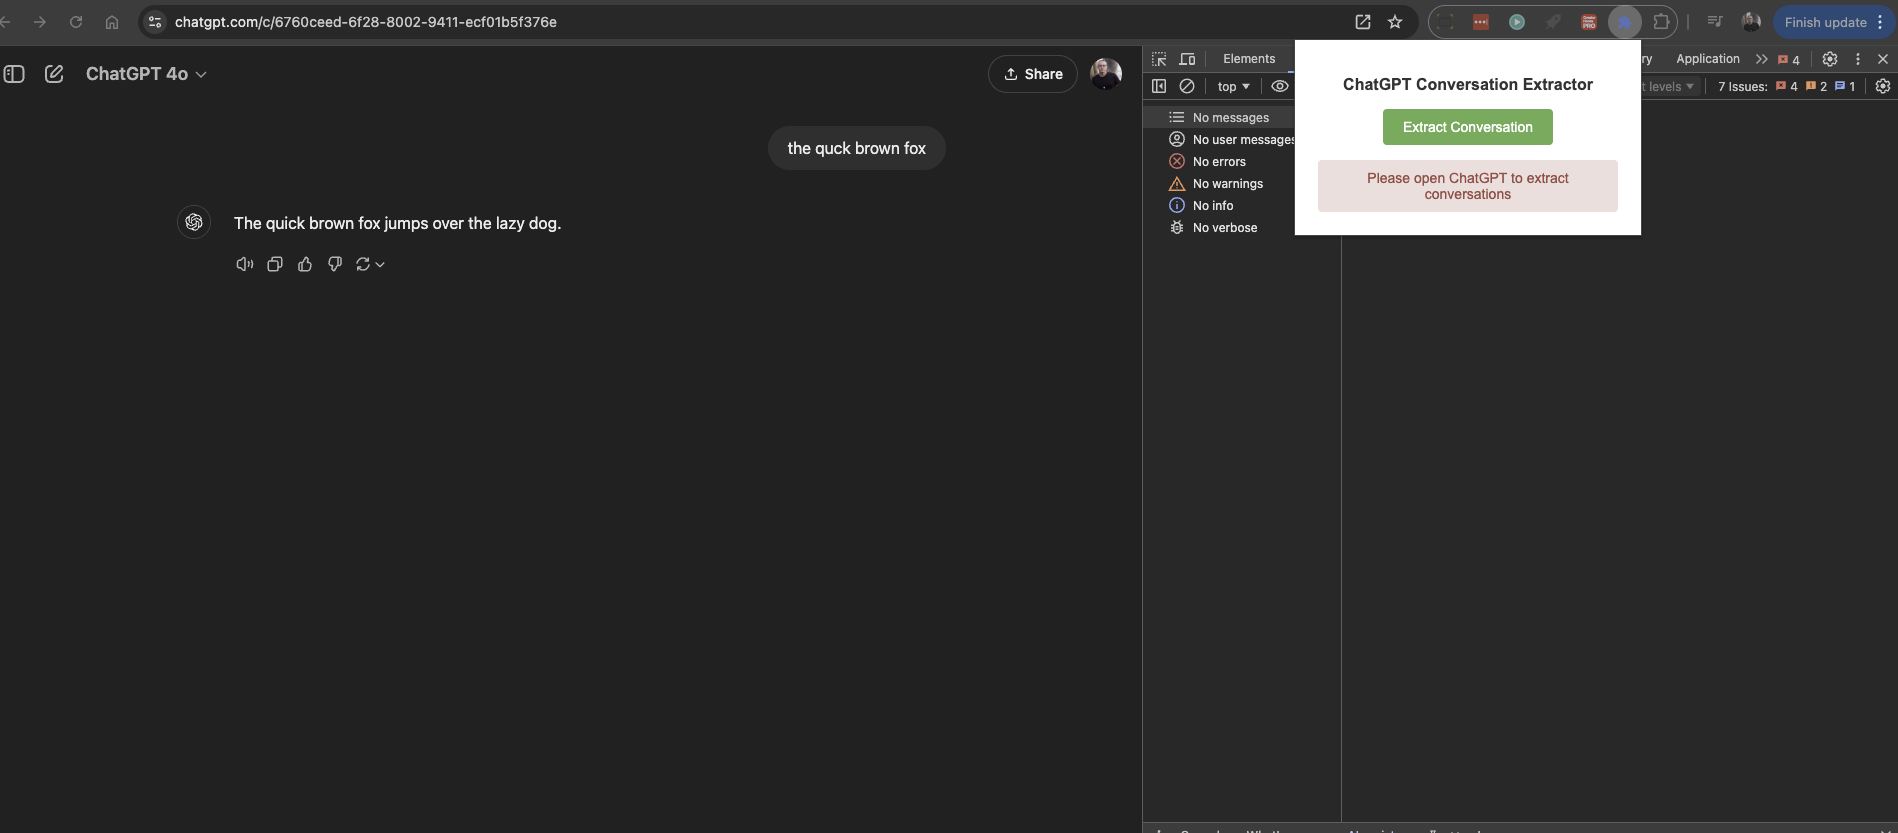 chatgpt.com/c/6760ceed-6f28-8002-9411-ecf01b5f376e
PRO
Finish update
ChatGPT 4o
Share
the quck brown fox
The quick brown fox jumps over the lazy dog.
Elements
ry
Application
4
top
t levels
7 Issues:
4
2
1
No messages
No user messages
No errors
No warnings
No info
No verbose
ChatGPT Conversation Extractor
Extract Conversation
Please open ChatGPT to extract
conversations